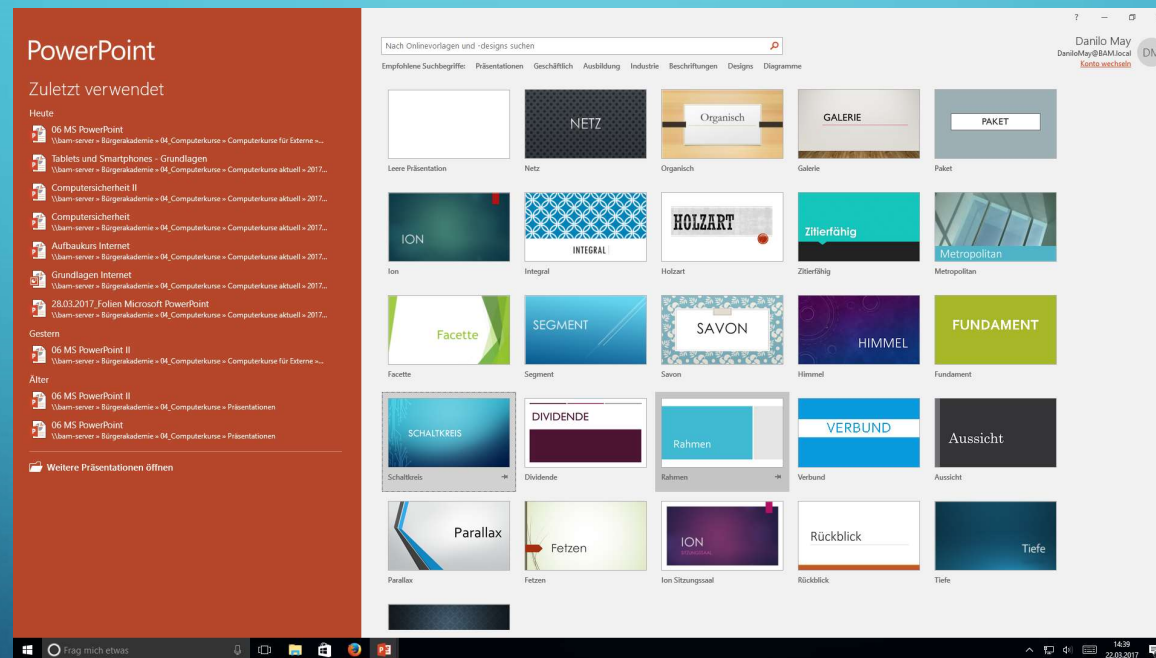 PowerPoint
Zuletzt verwendet
Heute
06 MS PowerPoint
\\bam-server » Bürgerakademie » 04_Computerkurse » Computerkurse für Externe »...
Tablets und Smartphones - Grundlagen
\\bam-server » Bürgerakademie » 04_Computerkurse » Computerkurse aktuell » 2017...
Computersicherheit II
\\bam-server » Bürgerakademie » 04_Computerkurse » Computerkurse aktuell » 2017...
Computersicherheit
\\bam-server » Bürgerakademie » 04_Computerkurse » Computerkurse aktuell » 2017...
Aufbaukurs Internet
\\bam-server » Bürgerakademie » 04_Computerkurse » Computerkurse aktuell » 2017...
Grundlagen Internet
\\bam-server » Bürgerakademie » 04_Computerkurse » Computerkurse aktuell » 2017...
28.03.2017_Folien Microsoft PowerPoint
\\bam-server » Bürgerakademie » 04_Computerkurse » Computerkurse aktuell » 2017...
Gestern
06 MS PowerPoint II
\\bam-server » Bürgerakademie » 04_Computerkurse » Computerkurse für Externe »...
Älter
06 MS PowerPoint II
\\bam-server » Bürgerakademie » 04_Computerkurse » Präsentationen
06 MS PowerPoint
\\bam-server » Bürgerakademie » 04_Computerkurse » Präsentationen
Weitere Präsentationen öffnen
?
Danilo May
DaniloMay@BAM.local
Konto wechseln
DM
Nach Onlinevorlagen und -designs suchen
Empfohlene Suchbegriffe: Präsentationen Geschäftlich Ausbildung Industrie Beschriftungen Designs Diagramme
NETZ Organisch GALERIE PAKET
Leere Präsentation Netz Organisch Galerie Paket
ION INTEGRAL HOLZART Zitierfähig Metropolitan
Ion Integral Holzart Zitierfähig Metropolitan
Facette SEGMENT SAVON HIMMEL FUNDAMENT
Facette Segment Savon Himmel Fundament
SCHALTKREIS DIVIDENDE Rahmen VERBUND Aussicht
Schaltkreis Dividende Rahmen Verbund Aussicht
Parallax Fetzen ION Rückblick Tiefe
Parallax Fetzen Ion Sitzungssaal Rückblick Tiefe
Frag mich etwas
14:39
22.03.2017